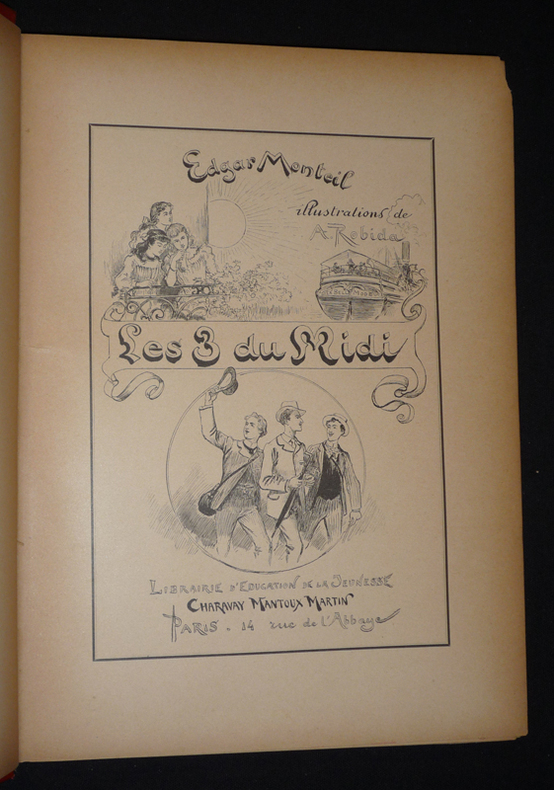 Edgar Monteil
illustrations de
A. Robida
Les 3 du Midi
LIBRAIRIE D'EDUCATION DE LA JEUNESSE
CHARAVAY MANTOUX MARTIN
PARIS. 14 rue de l'Abbaye